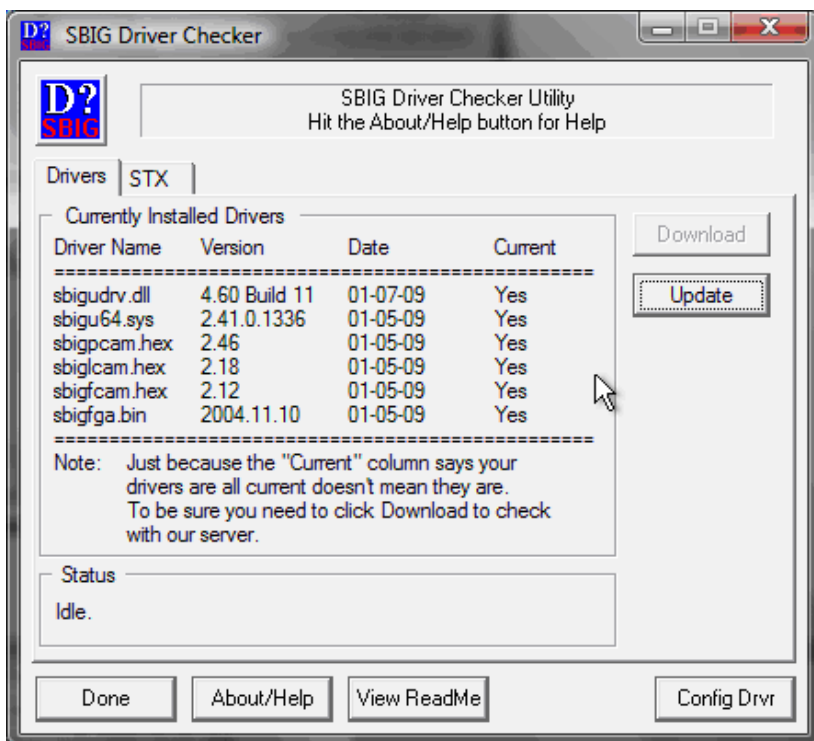 D?
SBIG
SBIG Driver Checker
D?
SBIG
SBIG Driver Checker Utility
Hit the About/Help button for Help
Drivers STX
Currently Installed Drivers
Driver Name Version Date Current
======================================================
sbigudrv.dll 4.60 Build 11 01-07-09 Yes
sbigu64.sys 2.41.0.1336 01-05-09 Yes
sbigpcam.hex 2.46 01-05-09 Yes
sbiglcam.hex 2.18 01-05-09 Yes
sbigfcam.hex 2.12 01-05-09 Yes
sbigfga.bin 2004.11.10 01-05-09 Yes
======================================================
Note: Just because the "Current" column says your
drivers are all current doesn't mean they are.
To be sure you need to click Download to check
with our server.
Download
Update
Status
Idle.
Done About/Help View ReadMe Config Drvr